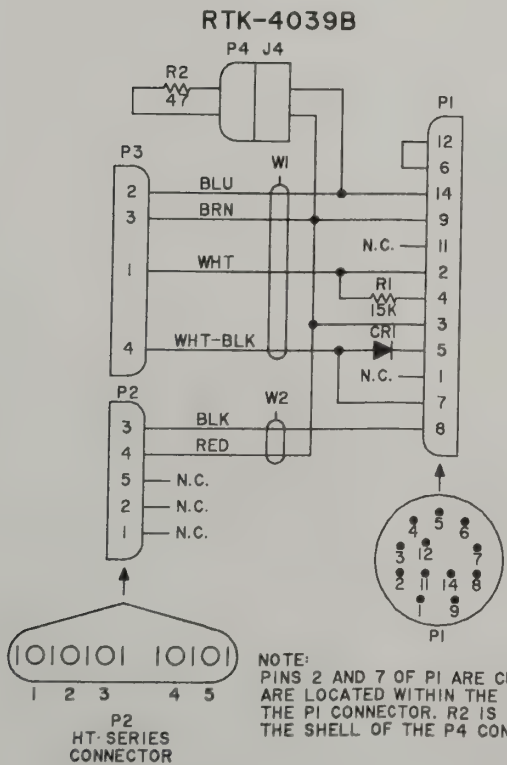 RTK-4039B
P4 J4
R2
47
P1
12
6
P3
W1
2 BLU 14
3 BRN 9
N.C. 11
1 WHT 2
R1 4
15K
3
CR1
4 WHT-BLK 5
N.C. 1
P2
W2
7
3 BLK 8
4 RED
5 N.C.
2 N.C.
1 N.C.
5
4 6
3 12 7
2 11 14 8
1 9
P1
1 2 3 4 5
P2
HT-SERIES
CONNECTOR
NOTE:
PINS 2 AND 7 OF P1 ARE
ARE LOCATED WITHIN THE
THE P1 CONNECTOR. R2 IS
THE SHELL OF THE P4